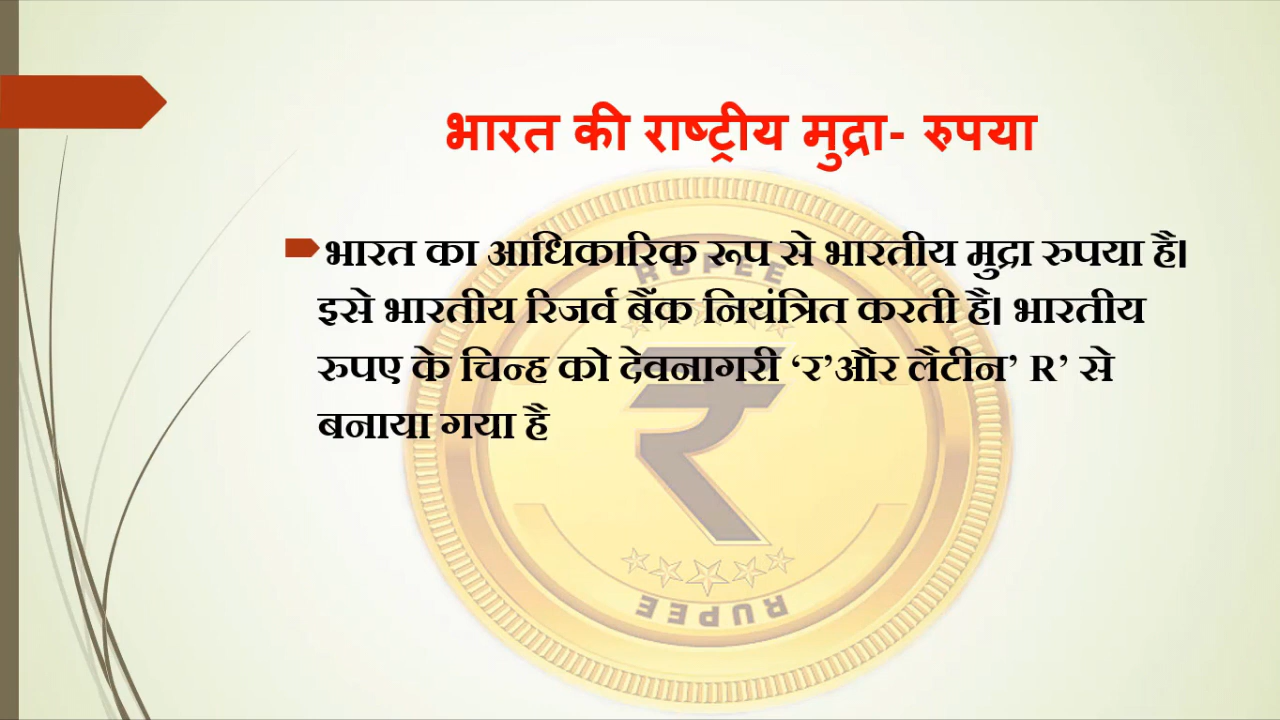 भारत की राष्ट्रीय मुद्रा- रुपया
भारत का आधिकारिक रूप से भारतीय मुद्रा रुपया है।
RUPEE
इसे भारतीय रिजर्व बैंक नियंत्रित करती है। भारतीय
रुपए के चिन्ह को देवनागरी ‘र’और लैटीन’ R’ से
बनाया गया है
₹
RUPEE